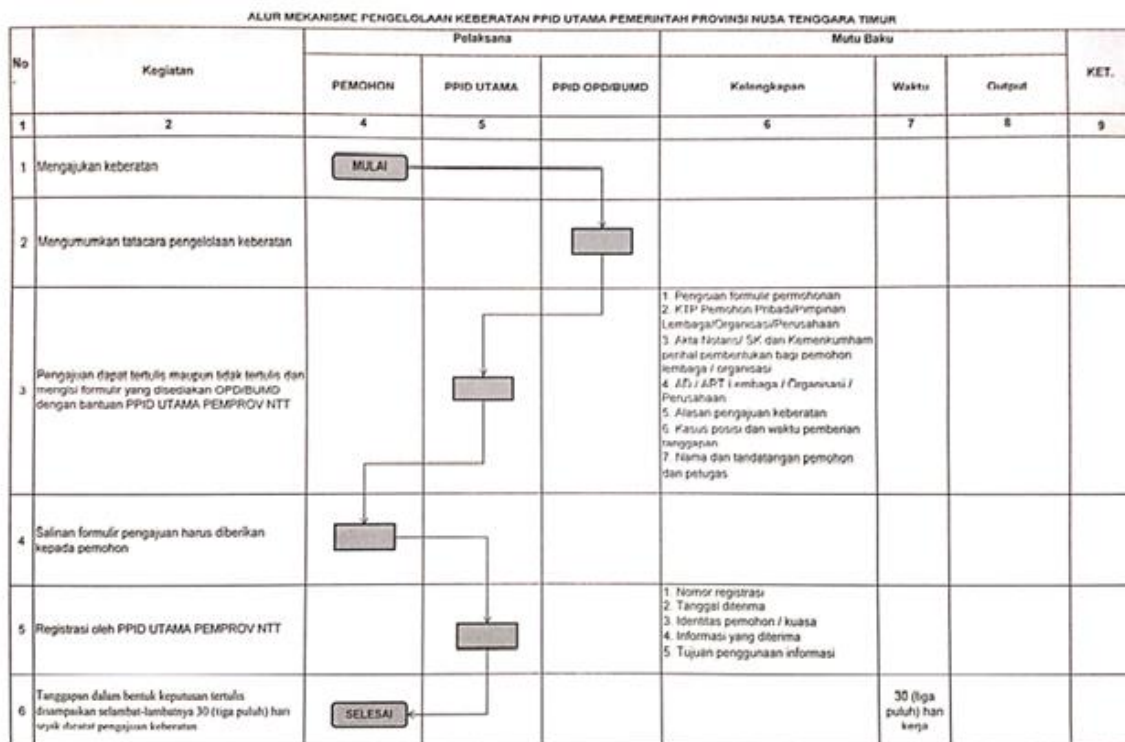 ALUR MEKANISME PENGELOLAAN KEBERATAN PPID UTAMA PEMERINTAH PROVINSI NUSA TENGGARA TIMUR
No
Kegiatan
Pelaksana
Mutu Baku
KET.
PEMOHON
PPID UTAMA
PPID OPD/BUMD
Kelengkapan
Waktu
Output
1
2
4
5
6
7
8
9
1
Mengajukan keberatan
MULAI
2
Mengumumkan tatacara pengelolaan keberatan
3
Pengajuan dapat tertulis maupun tidak tertulis dan
mengisi formulir yang disediakan OPD/BUMD
dengan bantuan PPID UTAMA PEMPROV NTT
1. Pengisian formulir permohonan
2. KTP Pemohon Pribadi/Pimpinan
Lembaga/Organisasi/Perusahaan
3. Akta Notaris/ SK dan Kemenkumham
perihal pembentukan bagi pemohon
lembaga / organisasi
4. AD / ART Lembaga / Organisasi /
Perusahaan
5. Alasan pengajuan keberatan
6. Kasus posisi dan waktu pemberian
tanggapan
7. Nama dan tandatangan pemohon
dan petugas
4
Salinan formulir pengajuan harus diberikan
kepada pemohon
5
Registrasi oleh PPID UTAMA PEMPROV NTT
1. Nomor registrasi
2. Tanggal diterima
3. Identitas pemohon / kuasa
4. Informasi yang diterima
5. Tujuan penggunaan informasi
6
Tanggapan dalam bentuk keputusan tertulis
disampaikan selambat-lambatnya 30 (tiga puluh) hari
sejak dicatat pengajuan keberatan
SELESAI
30 (tiga
puluh) hari
kerja